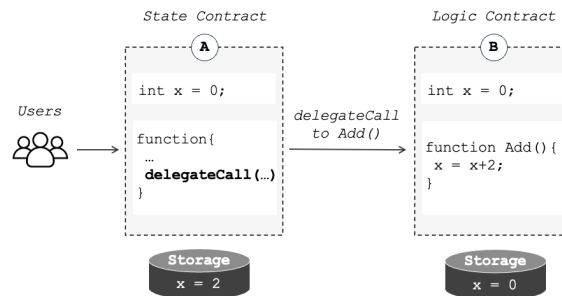 State Contract
A
int x = 0;
function{
…
delegateCall(…)
}
Storage
x = 2
Users
delegateCall
to Add()
Logic Contract
B
int x = 0;
function Add(){
x = x+2;
}
Storage
x = 0